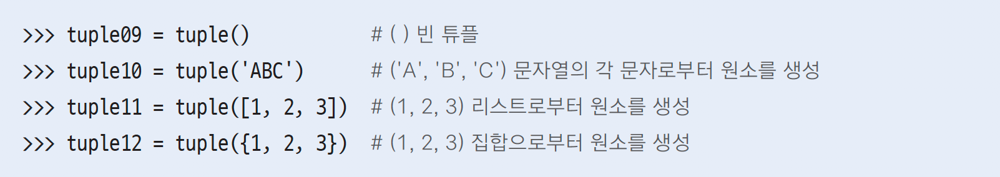 >>> tuple09 = tuple() # ( ) 빈 튜플
>>> tuple10 = tuple('ABC') # ('A', 'B', 'C') 문자열의 각 문자로부터 원소를 생성
>>> tuple11 = tuple([1, 2, 3]) # (1, 2, 3) 리스트로부터 원소를 생성
>>> tuple12 = tuple({1, 2, 3}) # (1, 2, 3) 집합으로부터 원소를 생성